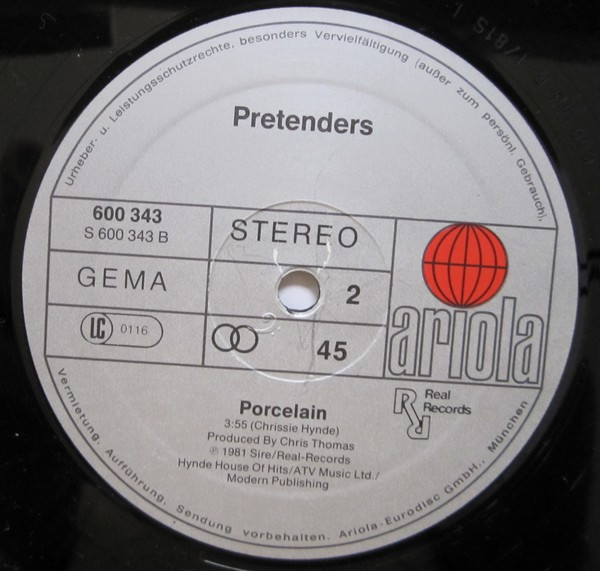 Urheber- u. Leistungsschutzrechte, besonders Vervielfältigung (außer zum persönl. Gebrauch),
Pretenders
600 343
S 600 343 B
STEREO
GEMA
2
LC 0116
45
ariola
Real
Records
Porcelain
3:55 (Chrissie Hynde)
Produced By Chris Thomas
℗ 1981 Sire/Real-Records
Hynde House Of Hits/ATV Music Ltd./
Modern Publishing
Vermietung, Aufführung, Sendung vorbehalten. Ariola-Eurodisc GmbH., München